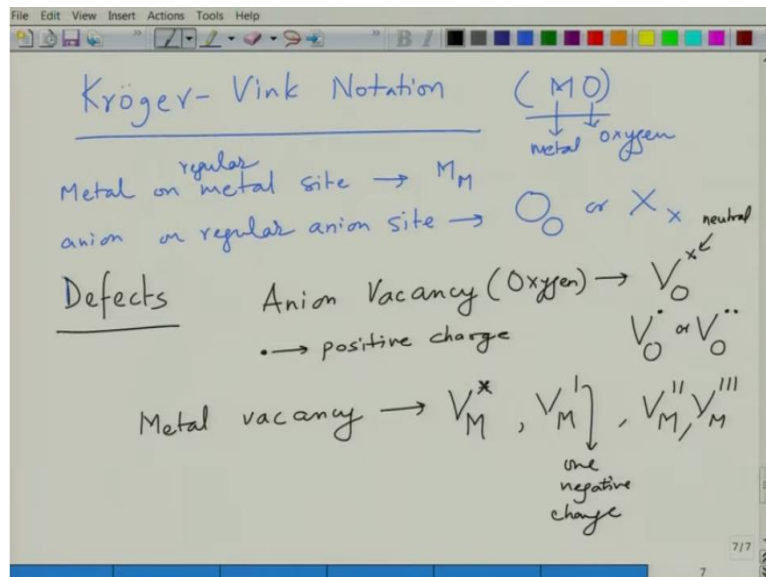 File Edit View Insert Actions Tools Help
B I
Kröger-Vink Notation (MO)
metal oxygen
regular
Metal on metal site → M_M
anion on regular anion site → O_O or X_x
neutral
Defects Anion Vacancy (Oxygen) → V_O^x
• → positive charge V_O^• or V_O^••
Metal vacancy → V_M^x, V_M^', V_M^'', V_M^'''
one
negative
charge
7/7
7